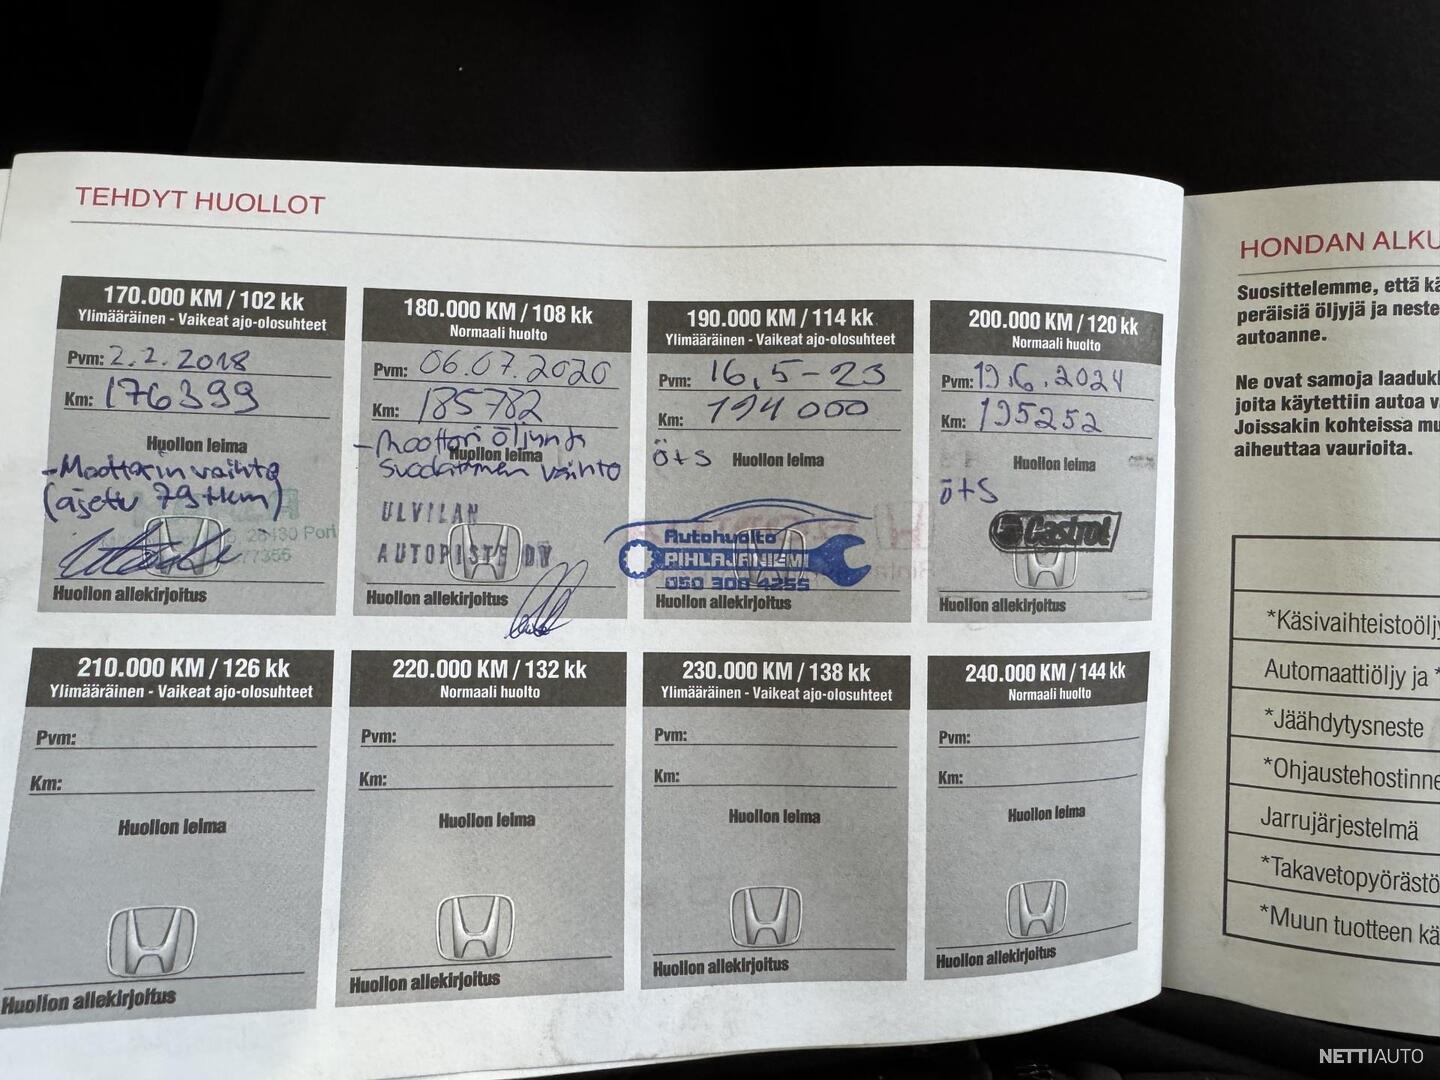 TEHDYT HUOLLOT
170.000 KM / 102 kk
Ylimääräinen - Vaikeat ajo-olosuhteet
Pvm: 2.2.2018
Km: 176399
Huollon leima
- Moottorin vaihto
(ajettu 79 tkm)
28430 Pori
77355
Huollon allekirjoitus
180.000 KM / 108 kk
Normaali huolto
Pvm: 06.07.2020
Km: 185782
- Moottori öljyn ja
Huollon leima
suodattimen vaihto
ULVILAN
AUTOPISTE OY
Huollon allekirjoitus
190.000 KM / 114 kk
Ylimääräinen - Vaikeat ajo-olosuhteet
Pvm: 16,5-23
Km: 194 000
ö+s Huollon leima
Autohuolto
PIHLAJANIEMI
050 308 4255
Huollon allekirjoitus
200.000 KM / 120 kk
Normaali huolto
Pvm: 19.6.2024
Km: 195252
Huollon leima
ö+s
Castrol
Huollon allekirjoitus
210.000 KM / 126 kk
Ylimääräinen - Vaikeat ajo-olosuhteet
Pvm:
Km:
Huollon leima
Huollon allekirjoitus
220.000 KM / 132 kk
Normaali huolto
Pvm:
Km:
Huollon leima
Huollon allekirjoitus
230.000 KM / 138 kk
Ylimääräinen - Vaikeat ajo-olosuhteet
Pvm:
Km:
Huollon leima
Huollon allekirjoitus
240.000 KM / 144 kk
Normaali huolto
Pvm:
Km:
Huollon leima
Huollon allekirjoitus
HONDAN ALKU
Suosittelemme, että kä
peräisiä öljyjä ja neste
autoanne.
Ne ovat samoja laadukk
joita käytettiin autoa v
Joissakin kohteissa mu
aiheuttaa vaurioita.
*Käsivaihteistoöljy
Automaattiöljy ja *
*Jäähdytysneste
*Ohjaustehostinne
Jarrujärjestelmä
*Takavetopyörästö
*Muun tuotteen kä
NETTIAUTO